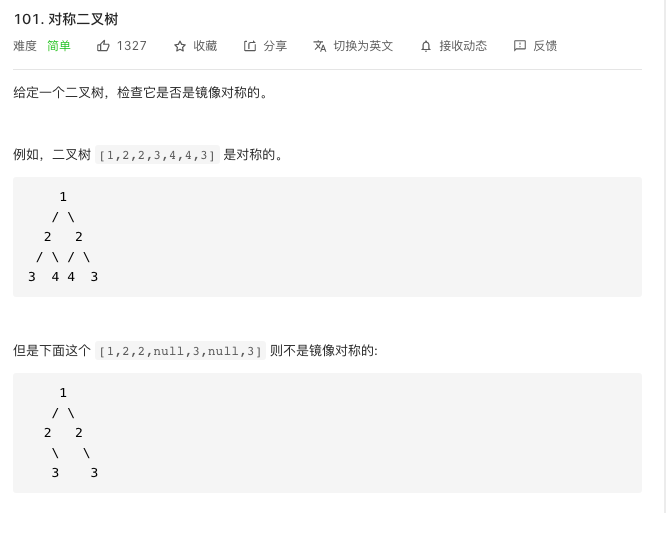 101. 对称二叉树
难度 简单 1327 收藏 分享 切换为英文 接收动态 反馈
给定一个二叉树，检查它是否是镜像对称的。
例如，二叉树 [1,2,2,3,4,4,3] 是对称的。
    1
   / \
  2   2
 / \ / \
3  4 4  3
但是下面这个 [1,2,2,null,3,null,3] 则不是镜像对称的:
    1
   / \
  2   2
   \   \
   3    3